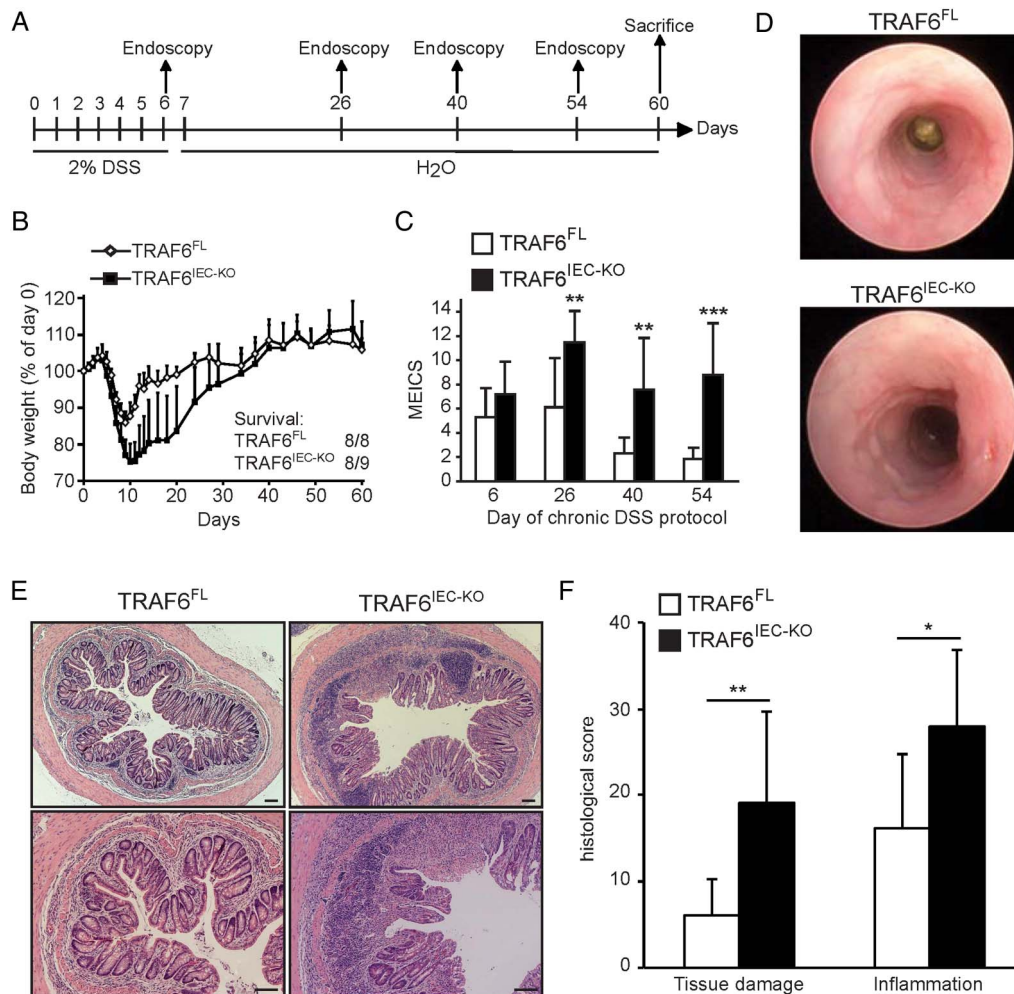 A
Endoscopy Endoscopy Endoscopy Endoscopy Sacrifice
0 1 2 3 4 5 6 7 26 40 54 60
Days
2% DSS H2O
B
TRAF6FL
TRAF6IEC-KO
Body weight (% of day 0)
120
110
100
90
80
70
0 10 20 30 40 50 60
Days
Survival:
TRAF6FL 8/8
TRAF6IEC-KO 8/9
C
TRAF6FL
TRAF6IEC-KO
MEICS
14
12
10
8
6
4
2
0
** ** ***
6 26 40 54
Day of chronic DSS protocol
D
TRAF6FL
TRAF6IEC-KO
E
TRAF6FL TRAF6IEC-KO
F
TRAF6FL
TRAF6IEC-KO
histological score
40
30
20
10
0
** *
Tissue damage Inflammation